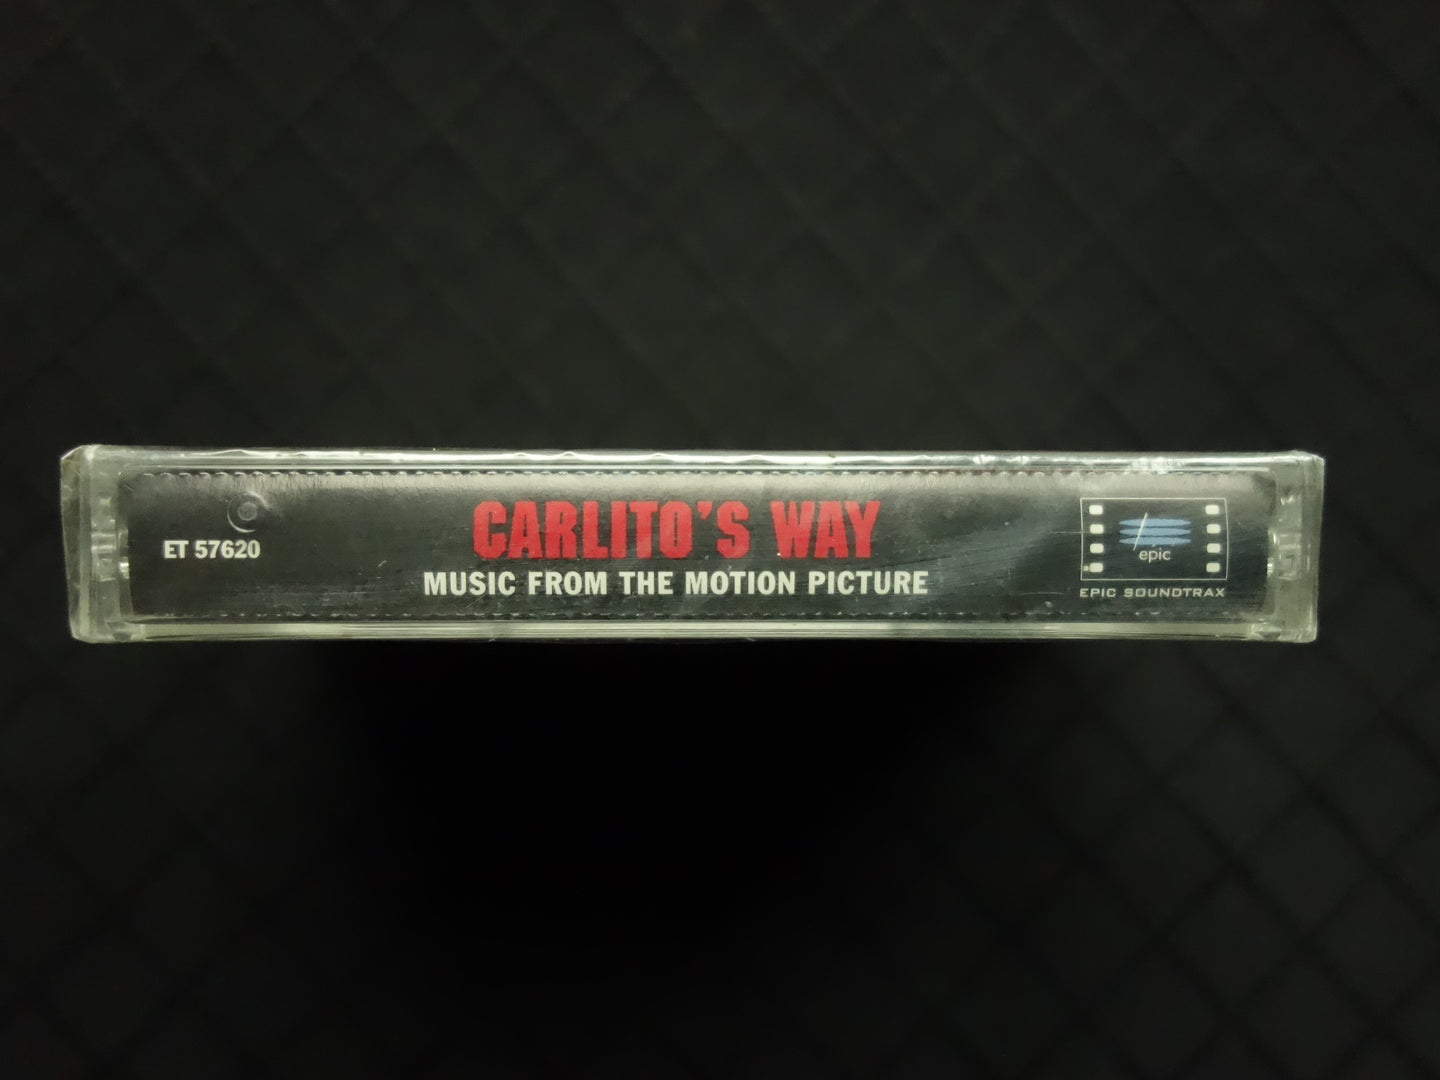 ET 57620
CARLITO'S WAY
MUSIC FROM THE MOTION PICTURE
epic
EPIC SOUNDTRAX